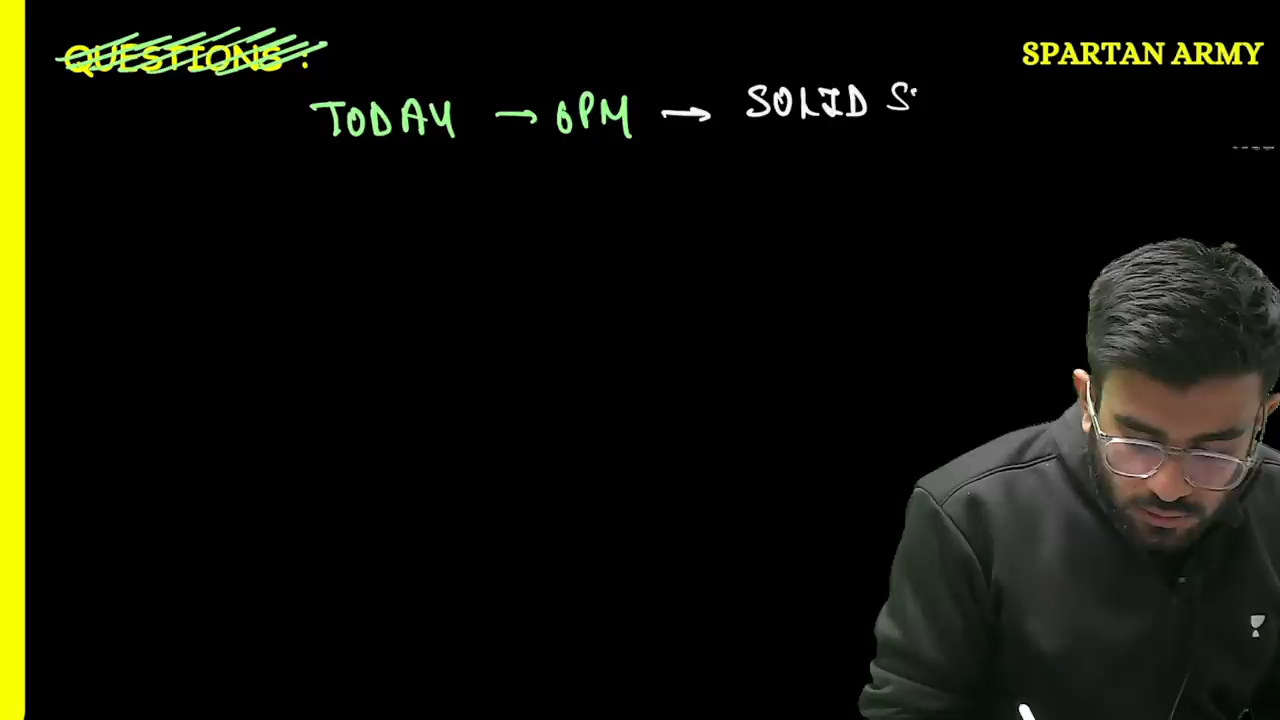 QUESTIONS :
SPARTAN ARMY
TODAY → 6PM → SOLID S